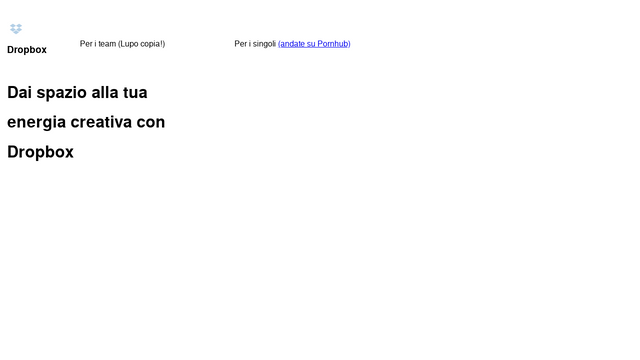 Dropbox
Per i team (Lupo copia!)
Per i singoli (andate su Pornhub)
Dai spazio alla tua
energia creativa con
Dropbox